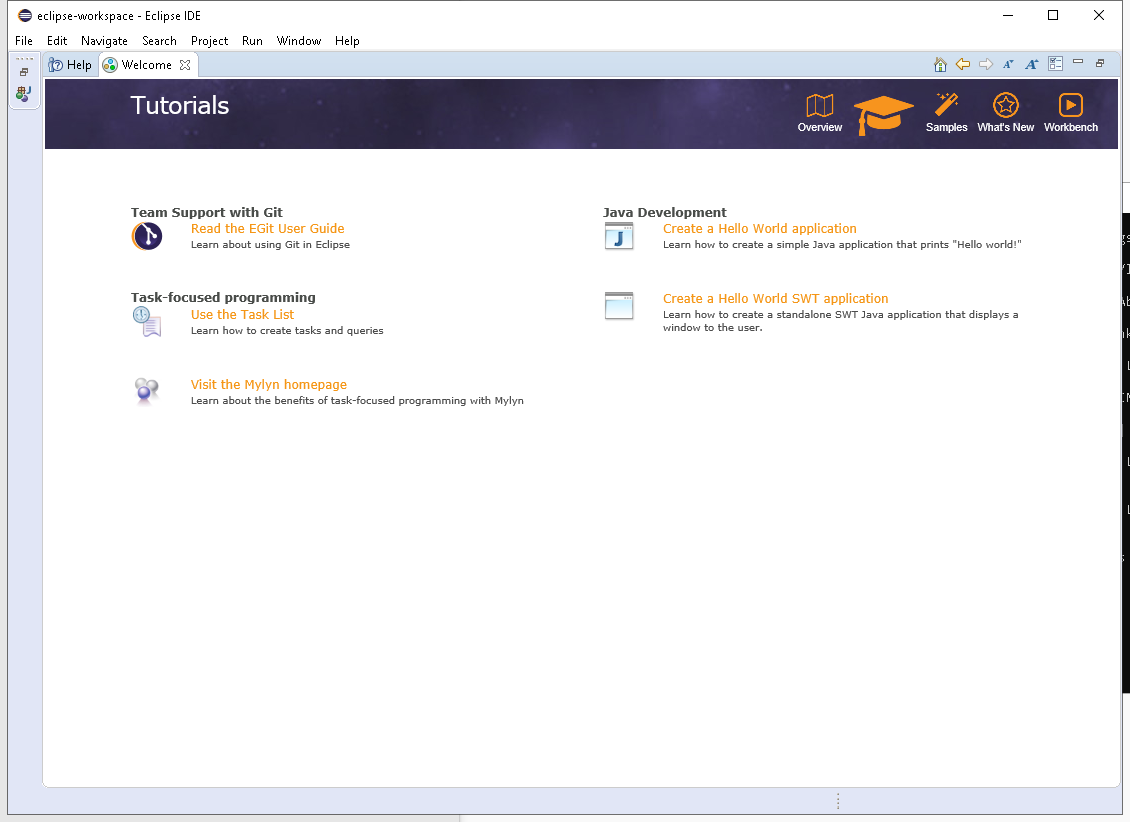 eclipse-workspace - Eclipse IDE
File Edit Navigate Search Project Run Window Help
Help Welcome
Tutorials
Overview Samples What's New Workbench
Team Support with Git
Read the EGit User Guide
Learn about using Git in Eclipse
Task-focused programming
Use the Task List
Learn how to create tasks and queries
Visit the Mylyn homepage
Learn about the benefits of task-focused programming with Mylyn
Java Development
Create a Hello World application
Learn how to create a simple Java application that prints "Hello world!"
Create a Hello World SWT application
Learn how to create a standalone SWT Java application that displays a
window to the user.